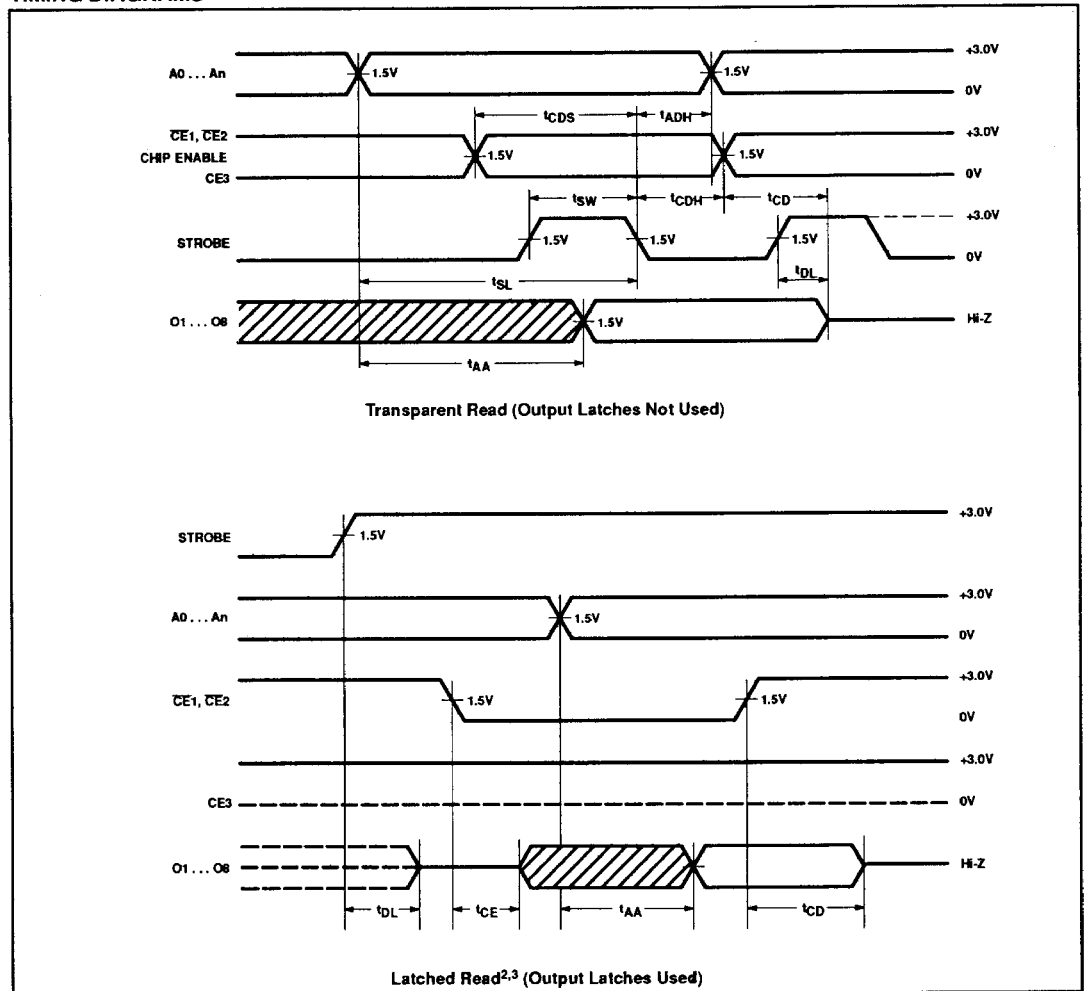 A0 . . . An
1.5V
1.5V
+3.0V
0V
tCDS
tADH
CE1, CE2
CHIP ENABLE
CE3
1.5V
1.5V
+3.0V
0V
tSW
tCDH
tCD
STROBE
1.5V
1.5V
1.5V
+3.0V
0V
tDL
tSL
O1 . . . O8
1.5V
Hi-Z
tAA
Transparent Read (Output Latches Not Used)
STROBE
1.5V
+3.0V
A0 . . . An
1.5V
+3.0V
0V
CE1, CE2
1.5V
1.5V
+3.0V
0V
+3.0V
CE3
0V
O1 . . . O8
Hi-Z
tDL
tCE
tAA
tCD
Latched Read2,3 (Output Latches Used)